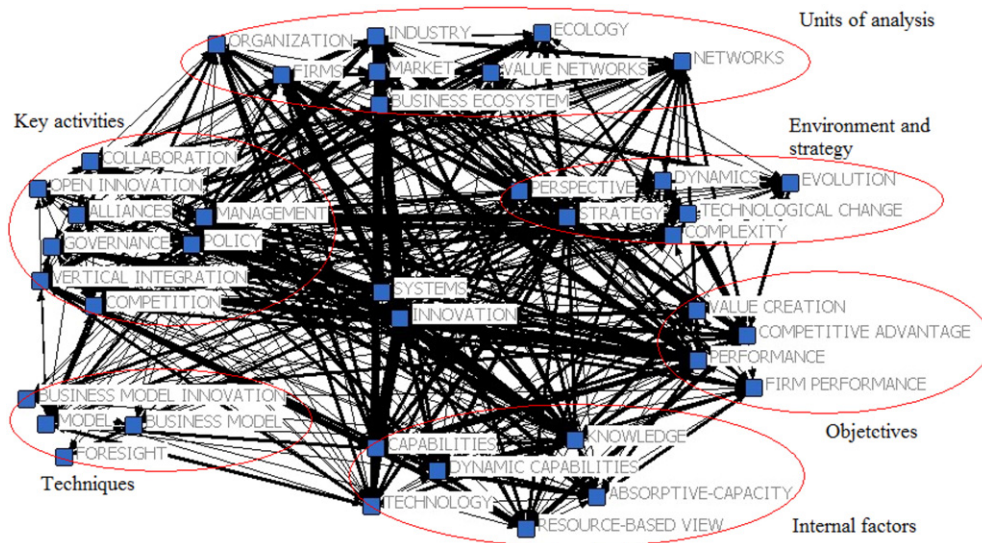 Units of analysis
ORGANIZATION
INDUSTRY
ECOLOGY
FIRMS
MARKET
VALUE NETWORKS
NETWORKS
BUSINESS ECOSYSTEM
Key activities
Environment and
strategy
COLLABORATION
OPEN INNOVATION
ALLIANCES
MANAGEMENT
GOVERNANCE
POLICY
VERTICAL INTEGRATION
COMPETITION
PERSPECTIVE
DYNAMICS
EVOLUTION
STRATEGY
TECHNOLOGICAL CHANGE
COMPLEXITY
SYSTEMS
INNOVATION
VALUE CREATION
COMPETITIVE ADVANTAGE
PERFORMANCE
FIRM PERFORMANCE
Objetctives
BUSINESS MODEL INNOVATION
MODEL
BUSINESS MODEL
FORESIGHT
Techniques
CAPABILITIES
KNOWLEDGE
DYNAMIC CAPABILITIES
ABSORPTIVE-CAPACITY
TECHNOLOGY
RESOURCE-BASED VIEW
Internal factors